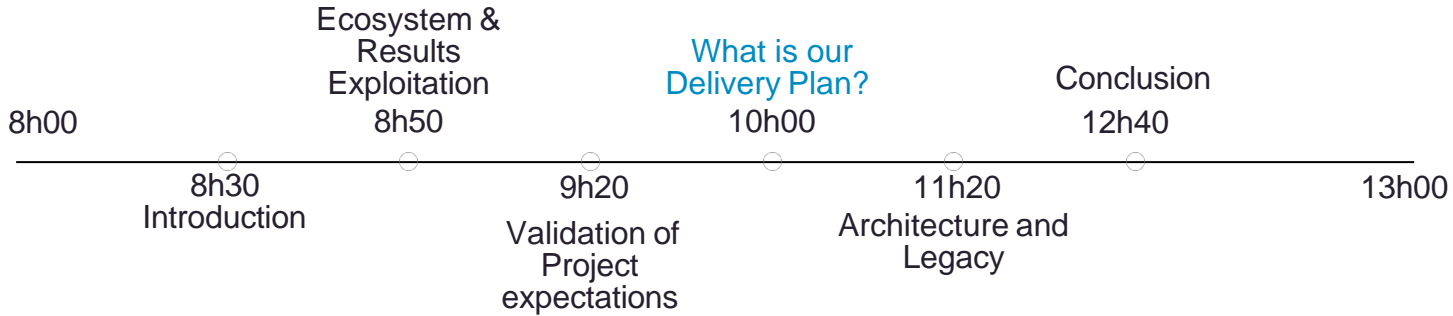 8h00
8h30
Introduction
Ecosystem &
Results
Exploitation
8h50
9h20
Validation of
Project
expectations
What is our
Delivery Plan?
10h00
11h20
Architecture and
Legacy
Conclusion
12h40
13h00